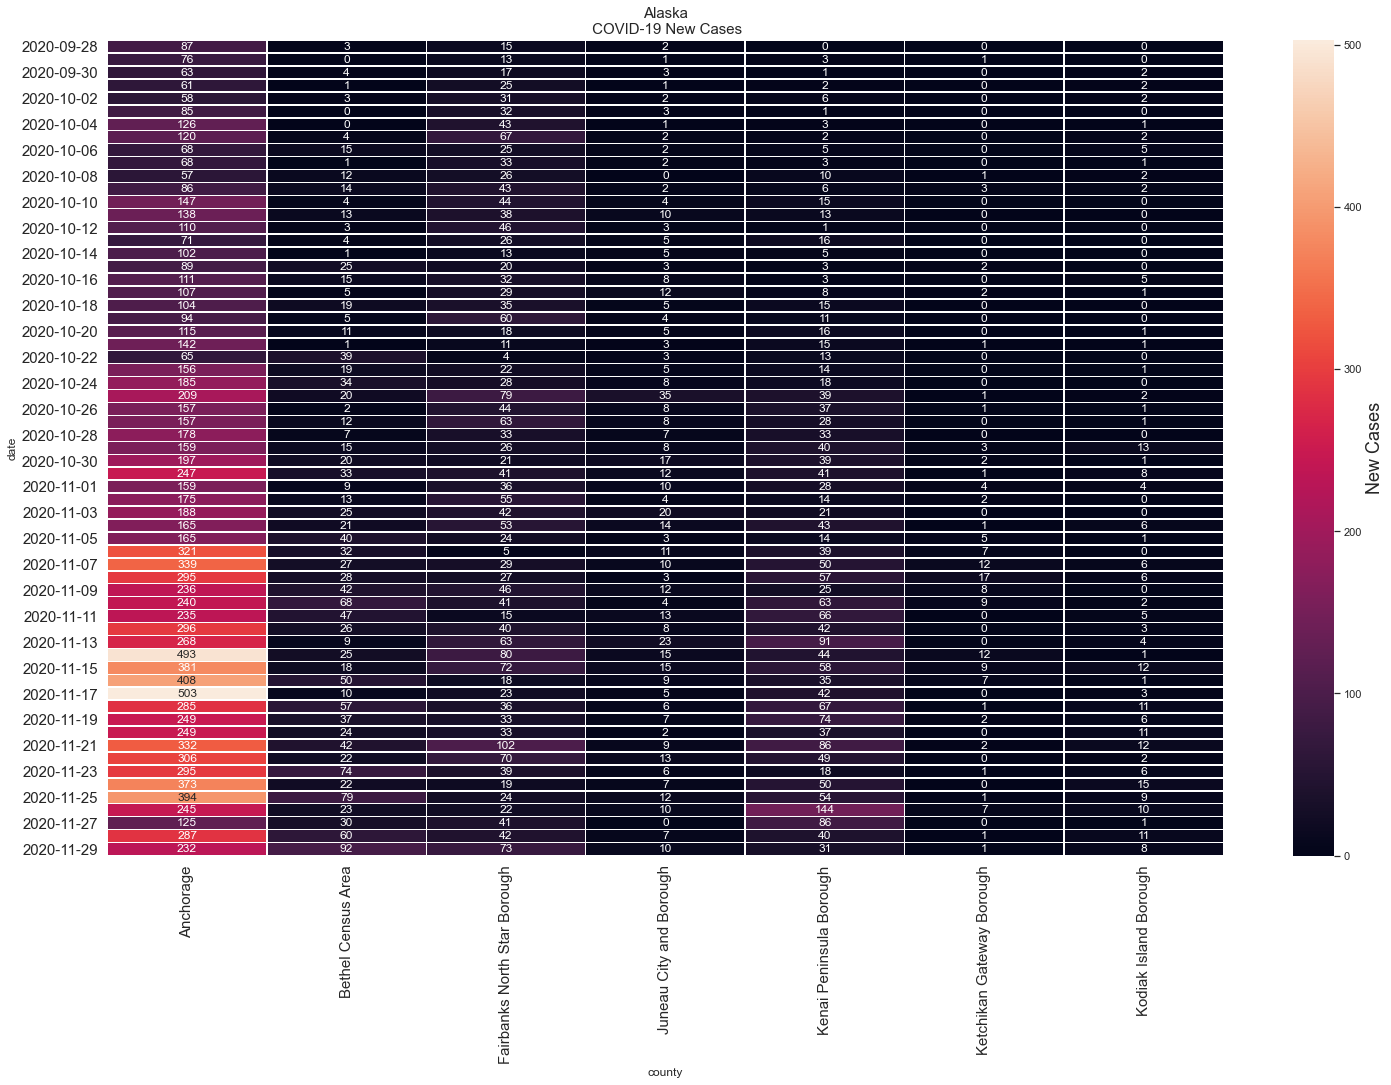 Alaska
COVID-19 New Cases
2020-09-28 87 3 15 2 0 0 0
76 0 13 1 3 1 0
2020-09-30 63 4 17 3 1 0 2
61 1 25 1 2 0 2
2020-10-02 58 3 31 2 6 0 2
85 0 32 3 1 0 0
2020-10-04 126 0 43 1 3 0 1
120 4 67 2 2 0 2
2020-10-06 68 15 25 2 5 0 5
68 1 33 2 3 0 1
2020-10-08 57 12 26 0 10 1 2
86 14 43 2 6 3 2
2020-10-10 147 4 44 4 15 0 0
138 13 38 10 13 0 0
2020-10-12 110 3 46 3 1 0 0
71 4 26 5 16 0 0
2020-10-14 102 1 13 5 5 0 0
89 25 20 3 3 2 0
2020-10-16 111 15 32 8 3 0 5
107 5 29 12 8 2 1
2020-10-18 104 19 35 5 15 0 0
94 5 60 4 11 0 0
2020-10-20 115 11 18 5 16 0 1
142 1 11 3 15 1 1
2020-10-22 65 39 4 3 13 0 0
156 19 22 5 14 0 1
2020-10-24 185 34 28 8 18 0 0
209 20 79 35 39 1 2
2020-10-26 157 2 44 8 37 1 1
157 12 63 8 28 0 1
2020-10-28 178 7 33 7 33 0 0
159 15 26 8 40 3 13
2020-10-30 197 20 21 17 39 2 1
247 33 41 12 41 1 8
2020-11-01 159 9 36 10 28 4 4
175 13 55 4 14 2 0
2020-11-03 188 25 42 20 21 0 0
165 21 53 14 43 1 6
2020-11-05 165 40 24 3 14 5 1
321 32 5 11 39 7 0
2020-11-07 339 27 29 10 50 12 6
295 28 27 3 57 17 6
2020-11-09 236 42 46 12 25 8 0
240 68 41 4 63 9 2
2020-11-11 235 47 15 13 66 0 5
296 26 40 8 42 0 3
2020-11-13 268 9 63 23 91 0 4
493 25 80 15 44 12 1
2020-11-15 381 18 72 15 58 9 12
408 50 18 9 35 7 1
2020-11-17 503 10 23 5 42 0 3
285 57 36 6 67 1 11
2020-11-19 249 37 33 7 74 2 6
249 24 33 2 37 0 11
2020-11-21 332 42 102 9 86 2 12
306 22 70 13 49 0 2
2020-11-23 295 74 39 6 18 1 6
373 22 19 7 50 0 15
2020-11-25 394 79 24 12 54 1 9
245 23 22 10 144 7 10
2020-11-27 125 30 41 0 86 0 1
287 60 42 7 40 1 11
2020-11-29 232 92 73 10 31 1 8
date
Anchorage
Bethel Census Area
Fairbanks North Star Borough
Juneau City and Borough
Kenai Peninsula Borough
Ketchikan Gateway Borough
Kodiak Island Borough
county
500
400
300
200
100
0
New Cases